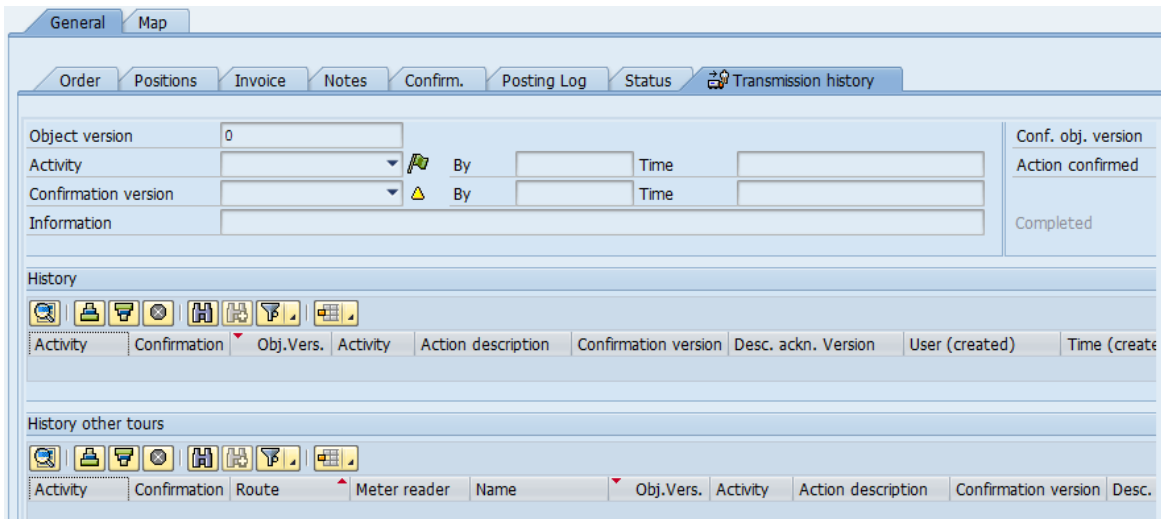 General Map
Order Positions Invoice Notes Confirm. Posting Log Status Transmission history
Object version 0 Conf. obj. version
Activity By Time Action confirmed
Confirmation version By Time
Information Completed
History
Activity Confirmation Obj.Vers. Activity Action description Confirmation version Desc. ackn. Version User (created) Time (create
History other tours
Activity Confirmation Route Meter reader Name Obj.Vers. Activity Action description Confirmation version Desc.